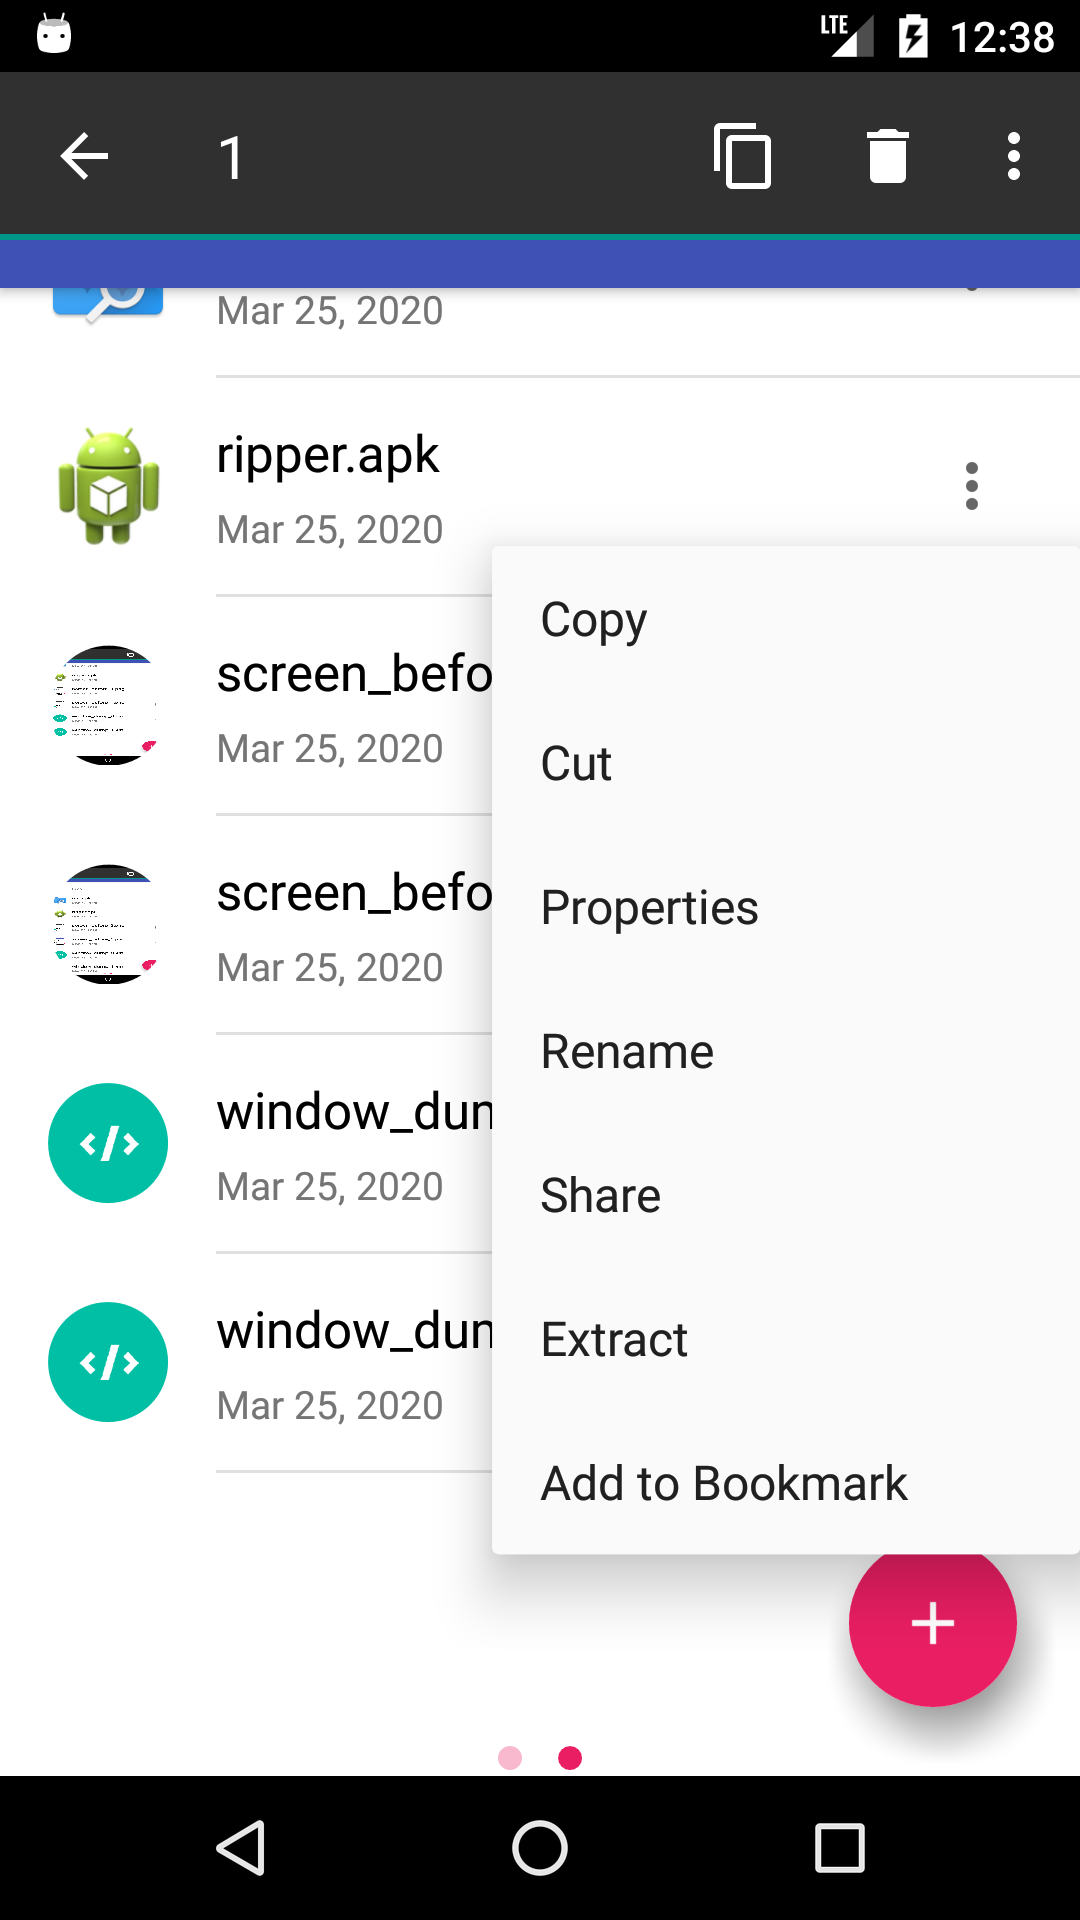 LTE 12:38
1
Mar 25, 2020
ripper.apk
Mar 25, 2020
Copy
screen_befo
Mar 25, 2020
Cut
screen_befo
Mar 25, 2020
Properties
Rename
window_dun
Mar 25, 2020
Share
window_dun
Mar 25, 2020
Extract
Add to Bookmark